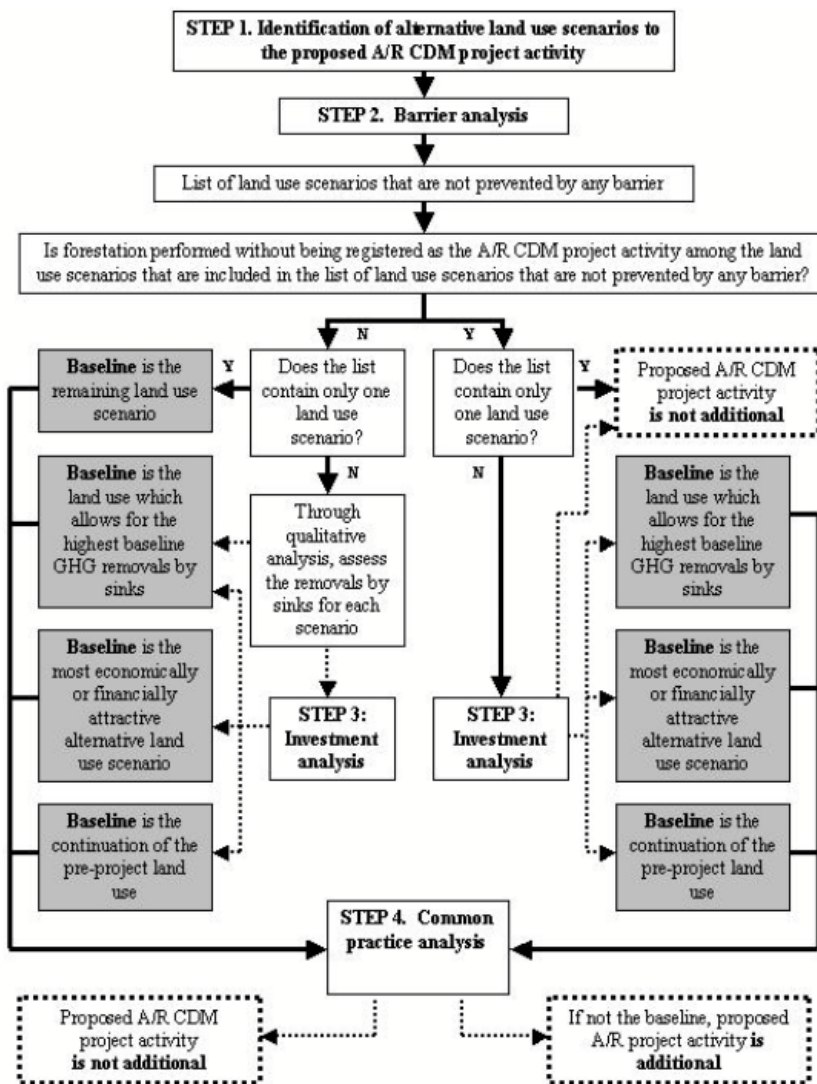 STEP 1. Identification of alternative land use scenarios to
the proposed A/R CDM project activity
STEP 2. Barrier analysis
List of land use scenarios that are not prevented by any barrier
Is forestation performed without being registered as the A/R CDM project activity among the land
use scenarios that are included in the list of land use scenarios that are not prevented by any barrier?
N
Y
Baseline is the
remaining land use
scenario
Y
Does the list
contain only one
land use
scenario?
Does the list
contain only
one land use
scenario?
Y
Proposed A/R CDM
project activity
is not additional
N
N
Baseline is the
land use which
allows for the
highest baseline
GHG removals by
sinks
Through
qualitative
analysis, assess
the removals by
sinks for each
scenario
Baseline is the
land use which
allows for the
highest baseline
GHG removals by
sinks
Baseline is the
most economically
or financially
attractive
alternative land
use scenario
STEP 3:
Investment
analysis
STEP 3:
Investment
analysis
Baseline is the
most economically
or financially
attractive
alternative land
use scenario
Baseline is the
continuation of the
pre-project land
use
Baseline is the
continuation of the
pre-project land
use
STEP 4. Common
practice analysis
Proposed A/R CDM
project activity
is not additional
If not the baseline, proposed
A/R project activity is
additional